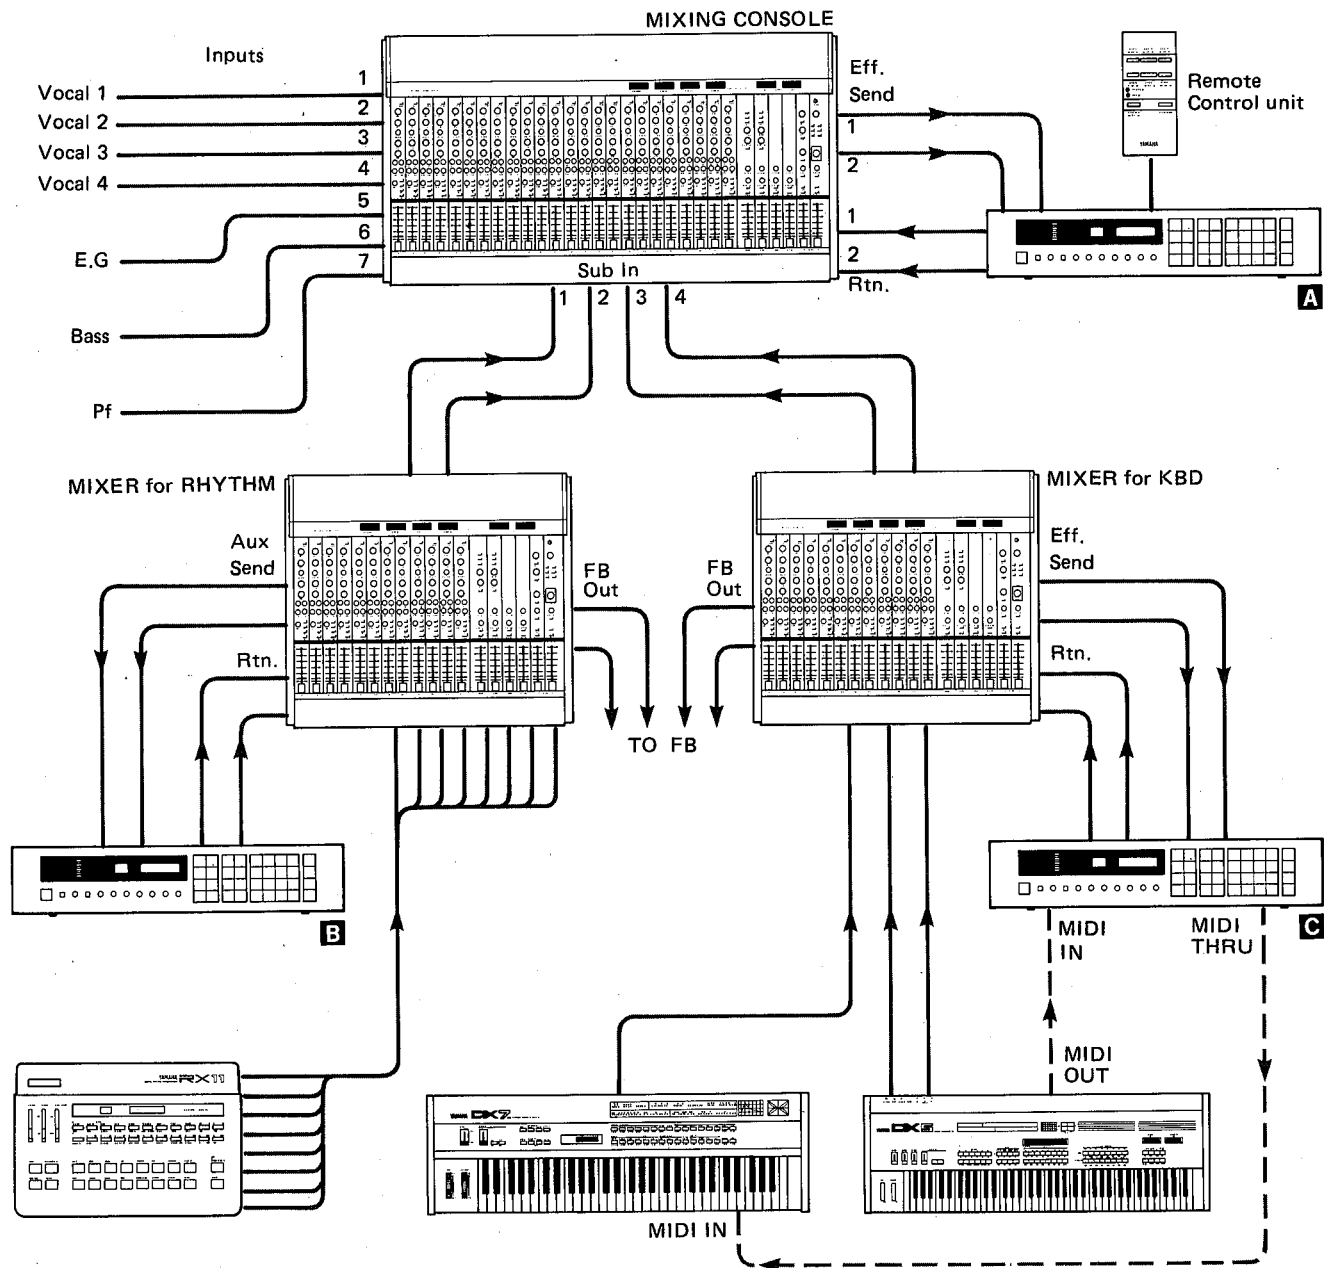 MIXING CONSOLE
Inputs
Vocal 1
Vocal 2
Vocal 3
Vocal 4
E.G
Bass
Pf
1
2
3
4
5
6
7
Eff.
Send
1
2
1
2
Rtn.
Remote
Control unit
YAMAHA
A
Sub In
1
2
3
4
MIXER for RHYTHM
Aux
Send
Rtn.
FB
Out
TO FB
FB
Out
MIXER for KBD
Eff.
Send
Rtn.
B
C
MIDI
IN
MIDI
THRU
MIDI
OUT
YAMAHA RX11
YAMAHA DX7
MIDI IN